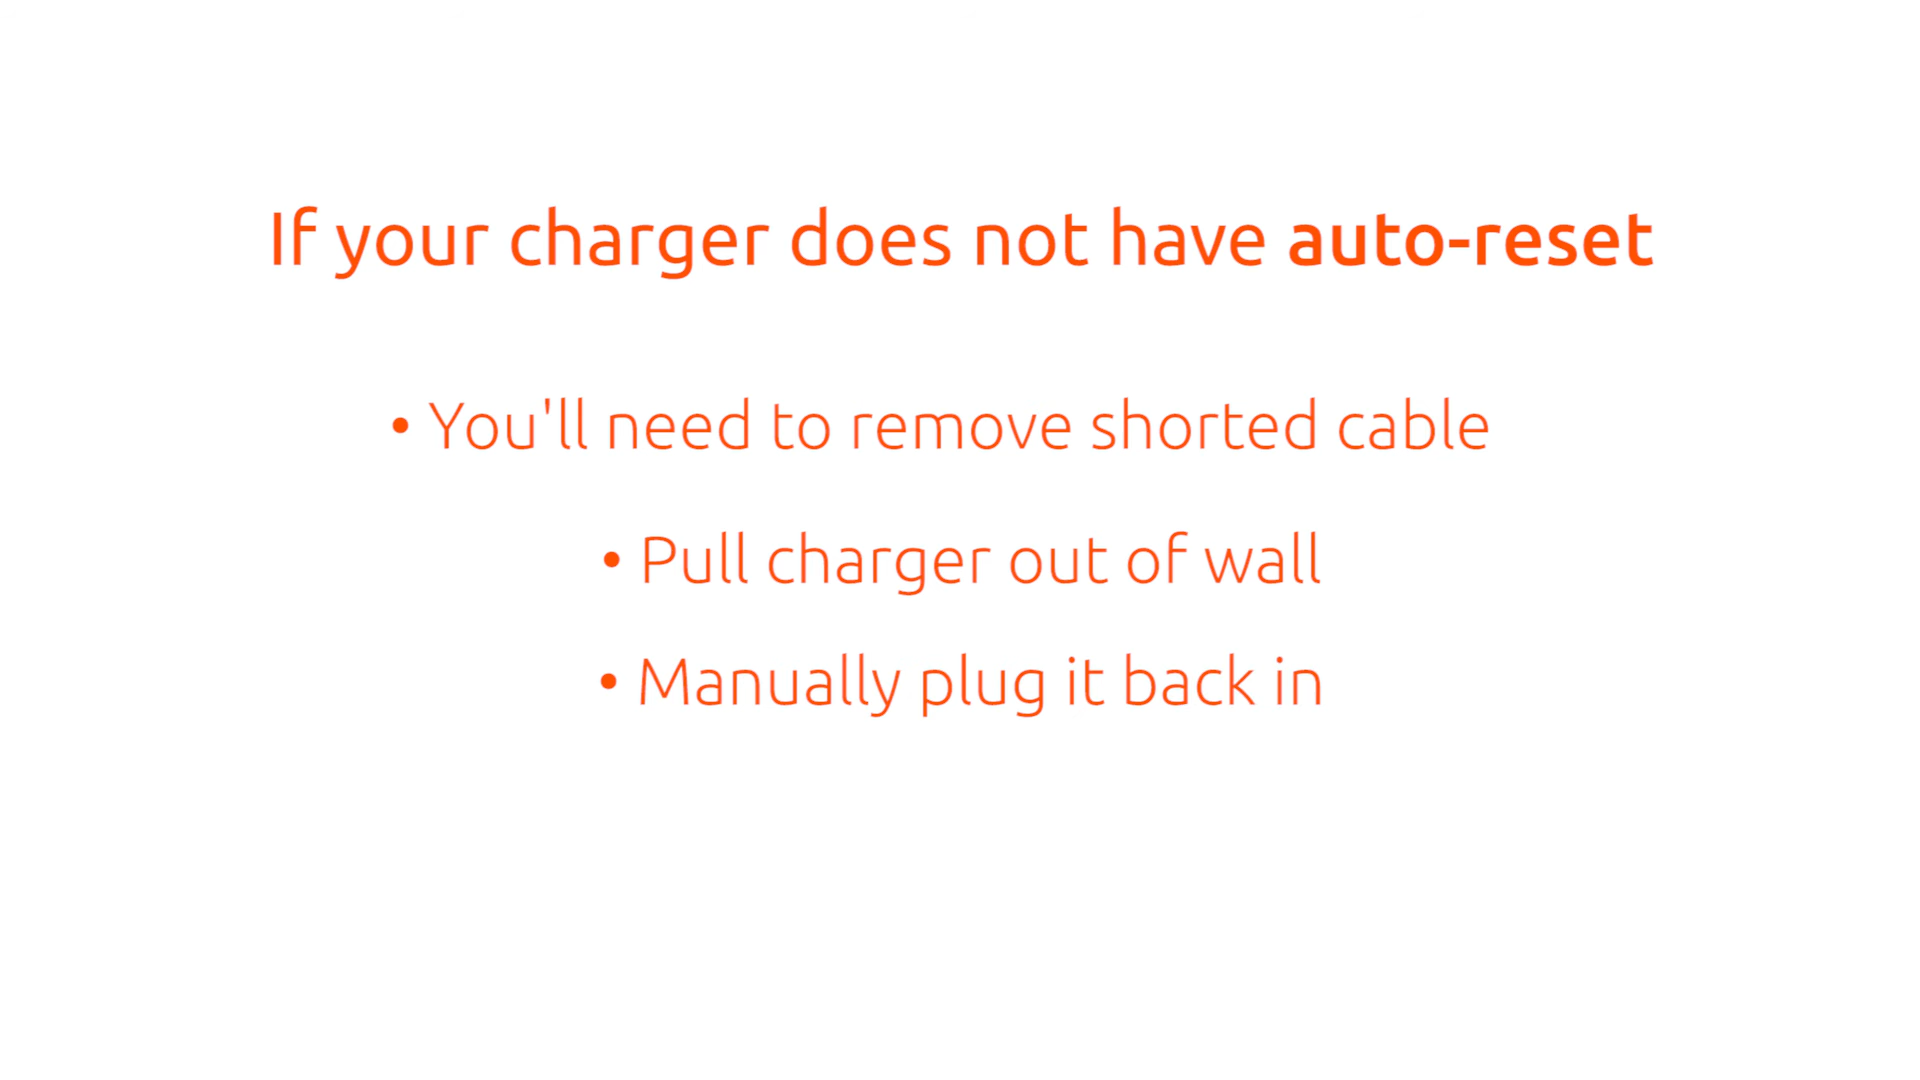 If your charger does not have auto-reset
• You'll need to remove shorted cable
• Pull charger out of wall
• Manually plug it back in